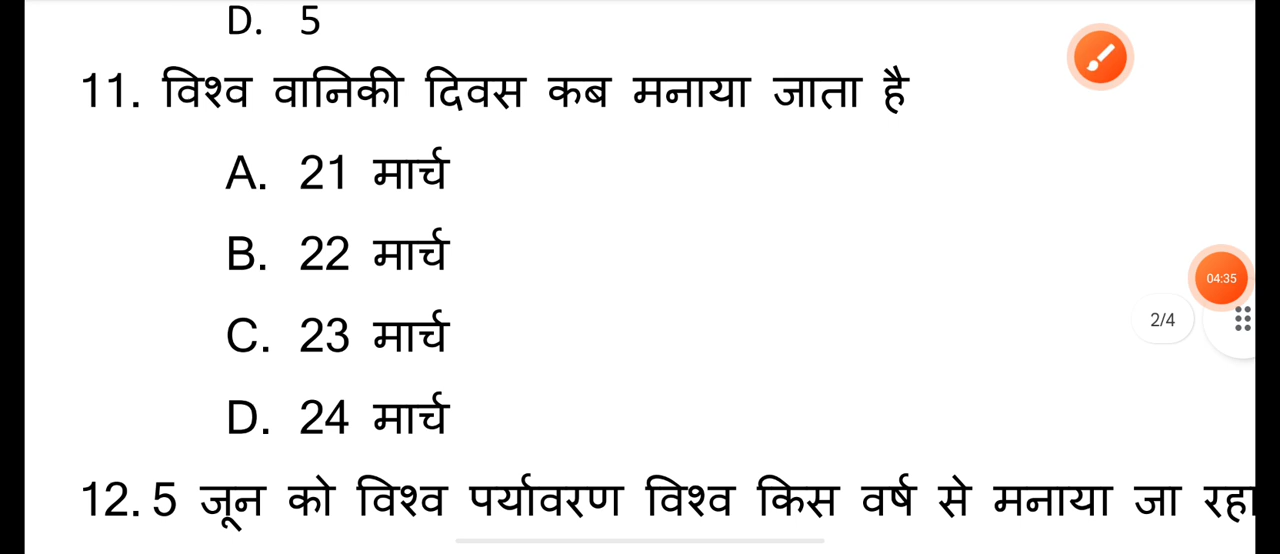 D. 5
11. विश्व वानिकी दिवस कब मनाया जाता है
A. 21 मार्च
B. 22 मार्च
04:35
2/4
C. 23 मार्च
D. 24 मार्च
12. 5 जून को विश्व पर्यावरण विश्व किस वर्ष से मनाया जा रहा